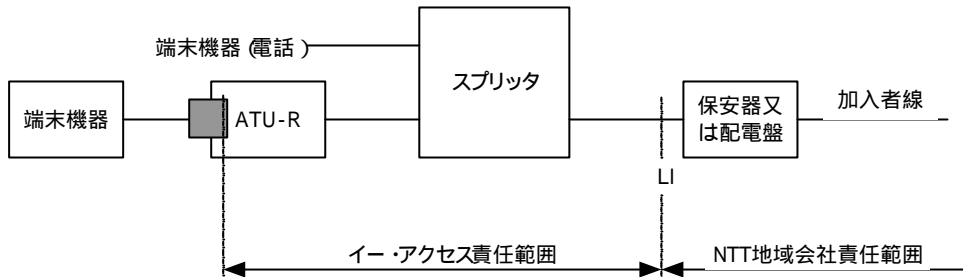 端末機器 (電話 )
スプリッタ
端末機器
ATU-R
保安器又
は配電盤
加入者線
LI
イー・アクセス責任範囲
NTT地域会社責任範囲